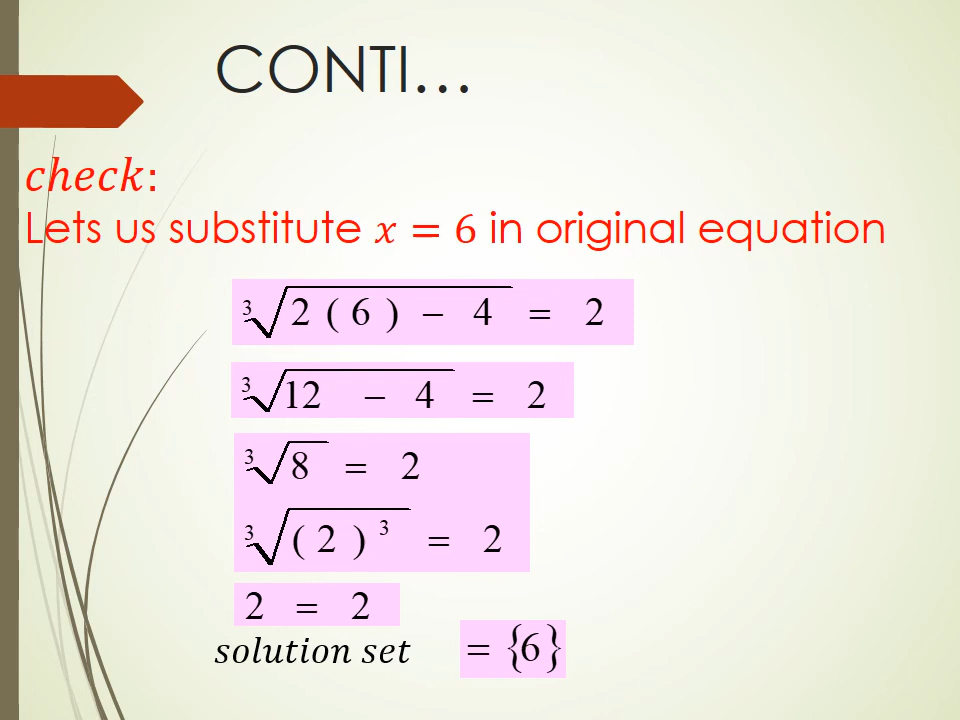 CONTI…
check:
Lets us substitute x = 6 in original equation
∛2 ( 6 ) − 4 = 2
∛12 − 4 = 2
∛8 = 2
∛( 2 )³ = 2
2 = 2
solution set = {6}